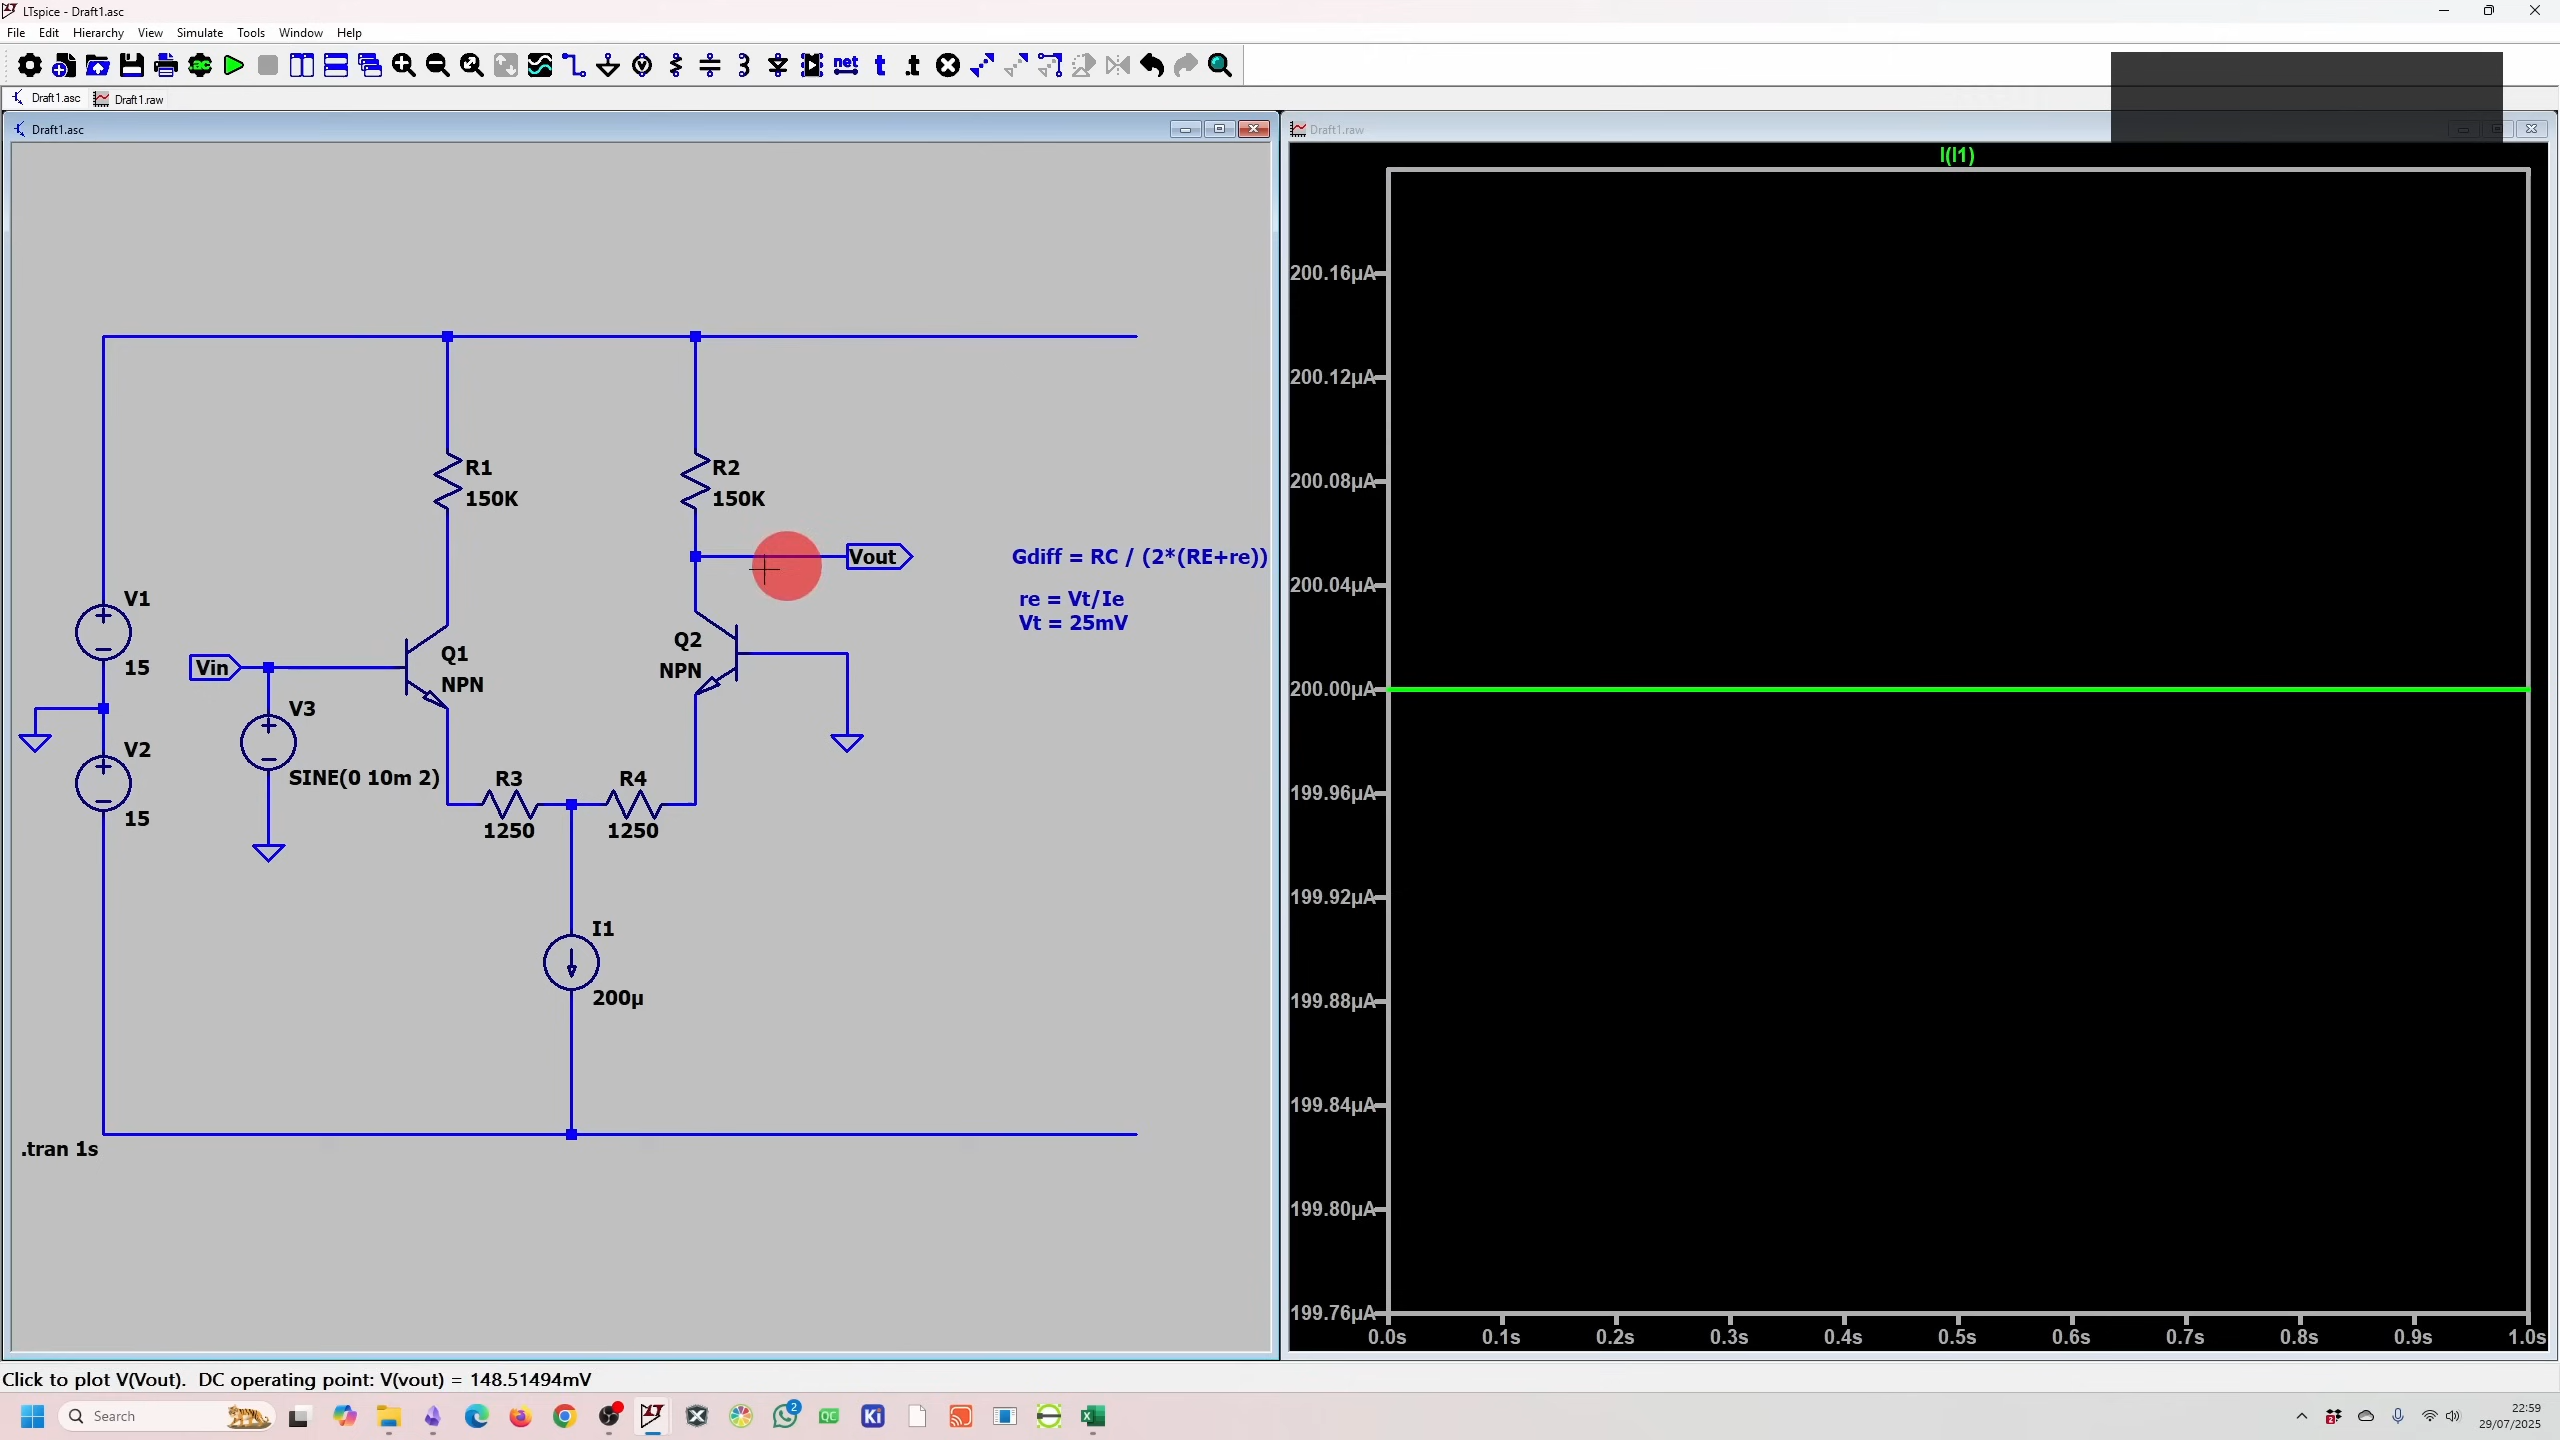 LTspice - Draft1.asc
File Edit Hierarchy View Simulate Tools Window Help
.ac net t .t
Draft1.asc Draft1.raw
Draft1.asc
Draft1.raw
I(I1)
R1
150K
R2
150K
Vout
Gdiff = RC / (2*(RE+re))
re = Vt/Ie
Vt = 25mV
V1
15
Vin
Q1
NPN
Q2
NPN
V3
SINE(0 10m 2)
V2
15
R3
1250
R4
1250
I1
200µ
.tran 1s
200.16µA
200.12µA
200.08µA
200.04µA
200.00µA
199.96µA
199.92µA
199.88µA
199.84µA
199.80µA
199.76µA
0.0s 0.1s 0.2s 0.3s 0.4s 0.5s 0.6s 0.7s 0.8s 0.9s 1.0s
Click to plot V(Vout). DC operating point: V(vout) = 148.51494mV
Search
2
QC
Ki
2
22:59
29/07/2025